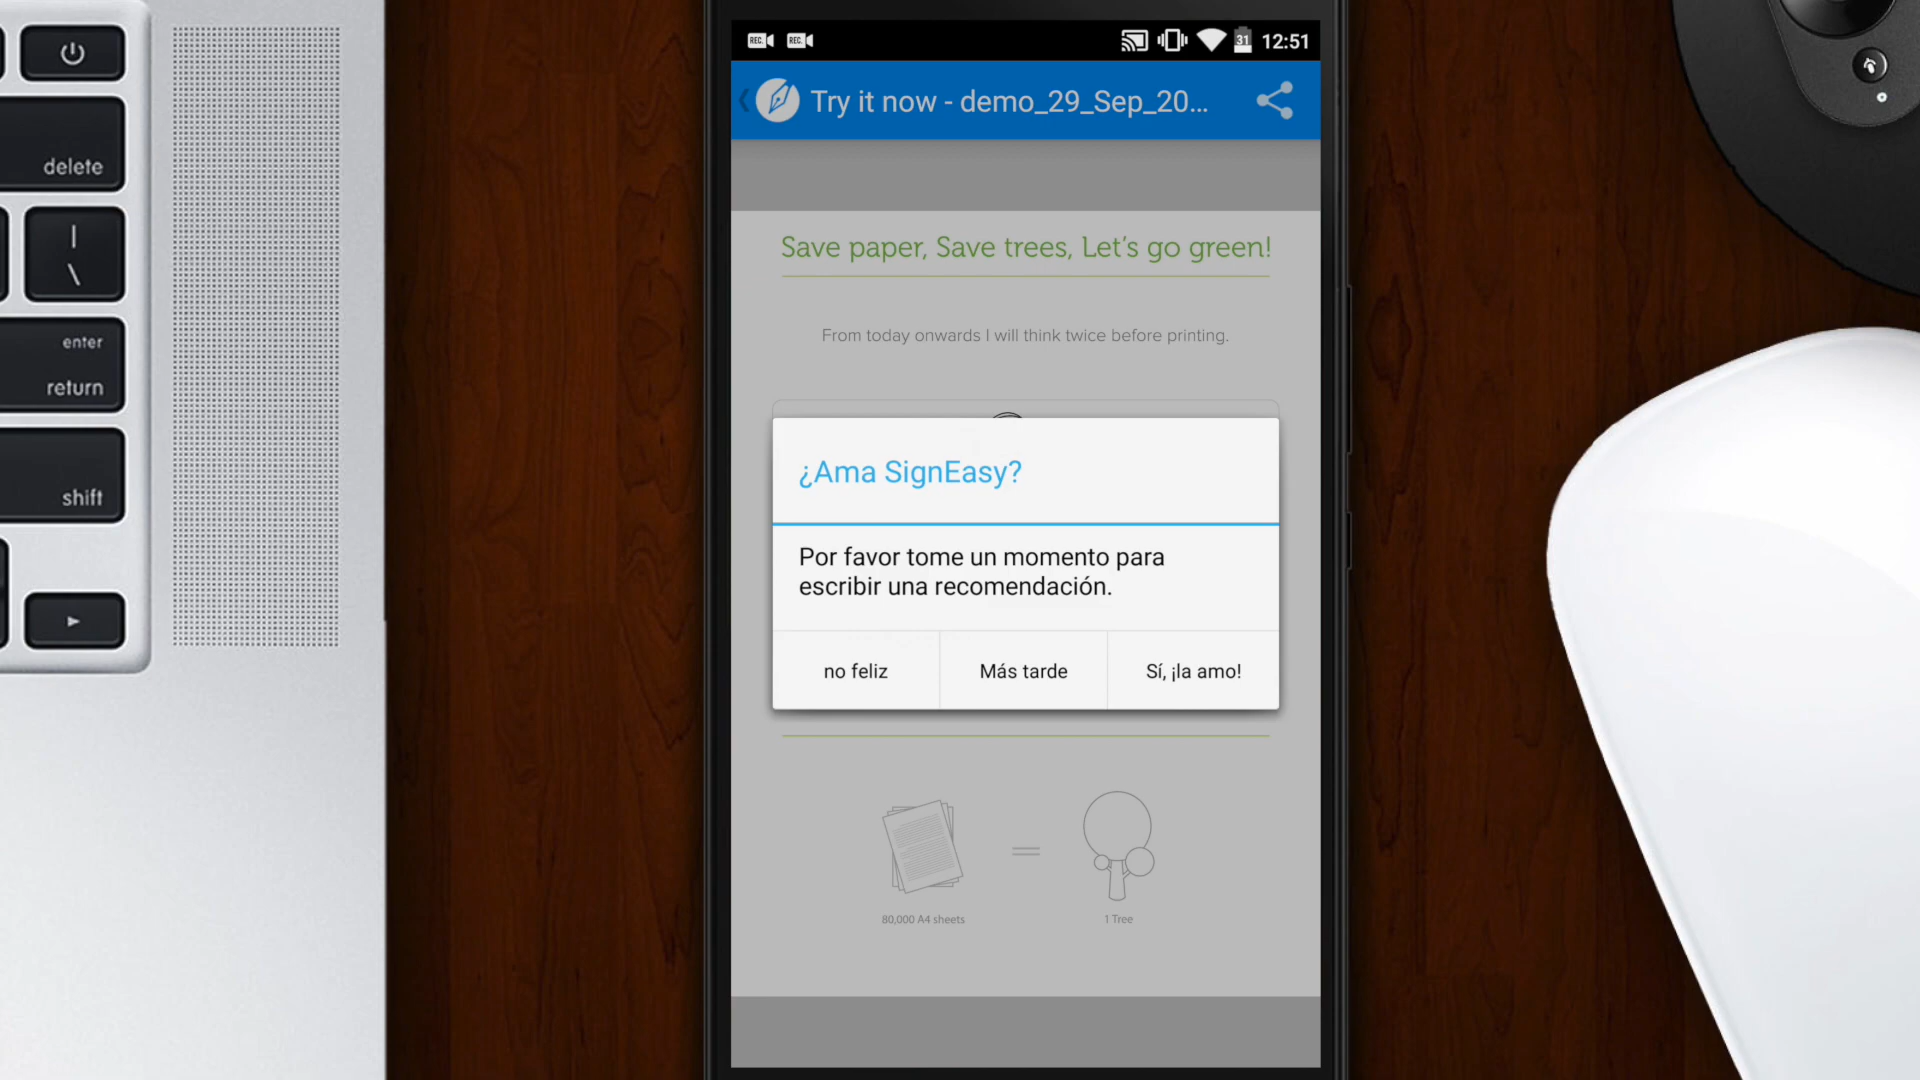 REC. REC. 31 12:51
Try it now - demo_29_Sep_20...
Save paper, Save trees, Let's go green!
From today onwards I will think twice before printing.
¿Ama SignEasy?
Por favor tome un momento para
escribir una recomendación.
no feliz Más tarde Sí, ¡la amo!
80,000 A4 sheets 1 Tree
delete
|
\
enter
return
shift